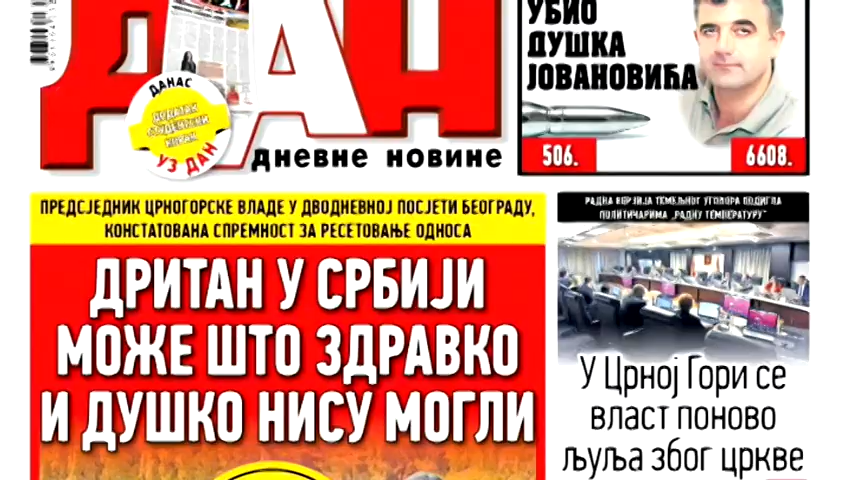 ДАН
дневне новине
ДАНАС
ДОДАТАК
УЗ ДАН
УБИО
ДУШКА
ЈОВАНОВИЋА
506.
6608.
ПРЕДСЈЕДНИК ЦРНОГОРСКЕ ВЛАДЕ У ДВОДНЕВНОЈ ПОСЈЕТИ БЕОГРАДУ,
КОНСТАТОВАНА СПРЕМНОСТ ЗА РЕСЕТОВАЊЕ ОДНОСА
ДРИТАН У СРБИЈИ
МОЖЕ ШТО ЗДРАВКО
И ДУШКО НИСУ МОГЛИ
РАДНА ВЕРЗИЈА ТЕМЕЉНОГ УГОВОРА ПОДИГЛА
ПОЛИТИЧАРИМА „РАДНУ ТЕМПЕРАТУРУ"
У Црној Гори се
власт поново
љуља због цркве